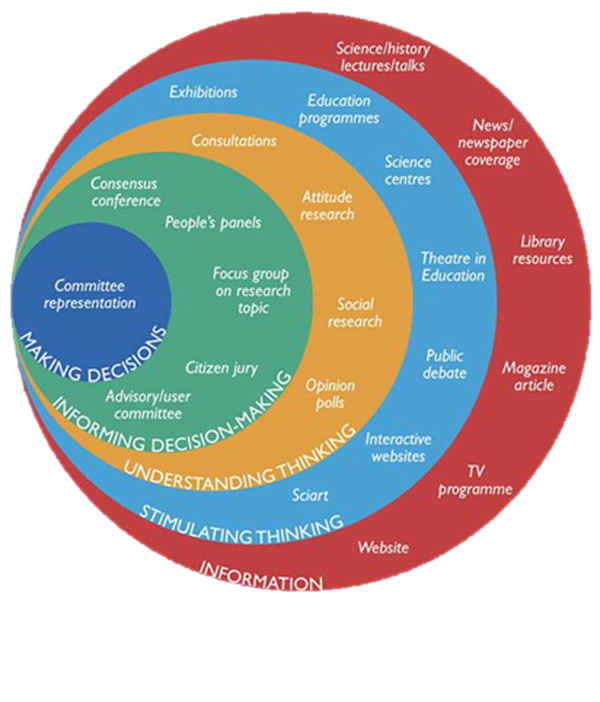 Science/history
lectures/talks
Exhibitions
Education
programmes
News/
newspaper
coverage
Consultations
Science
centres
Consensus
conference
Attitude
research
People's panels
Library
resources
Theatre in
Education
Focus group
on research
topic
Committee
representation
Social
research
Public
debate
Magazine
article
Citizen jury
Opinion
polls
Advisory/user
committee
Interactive
websites
TV
programme
Sciart
Website
MAKING DECISIONS
INFORMING DECISION-MAKING
UNDERSTANDING THINKING
STIMULATING THINKING
INFORMATION